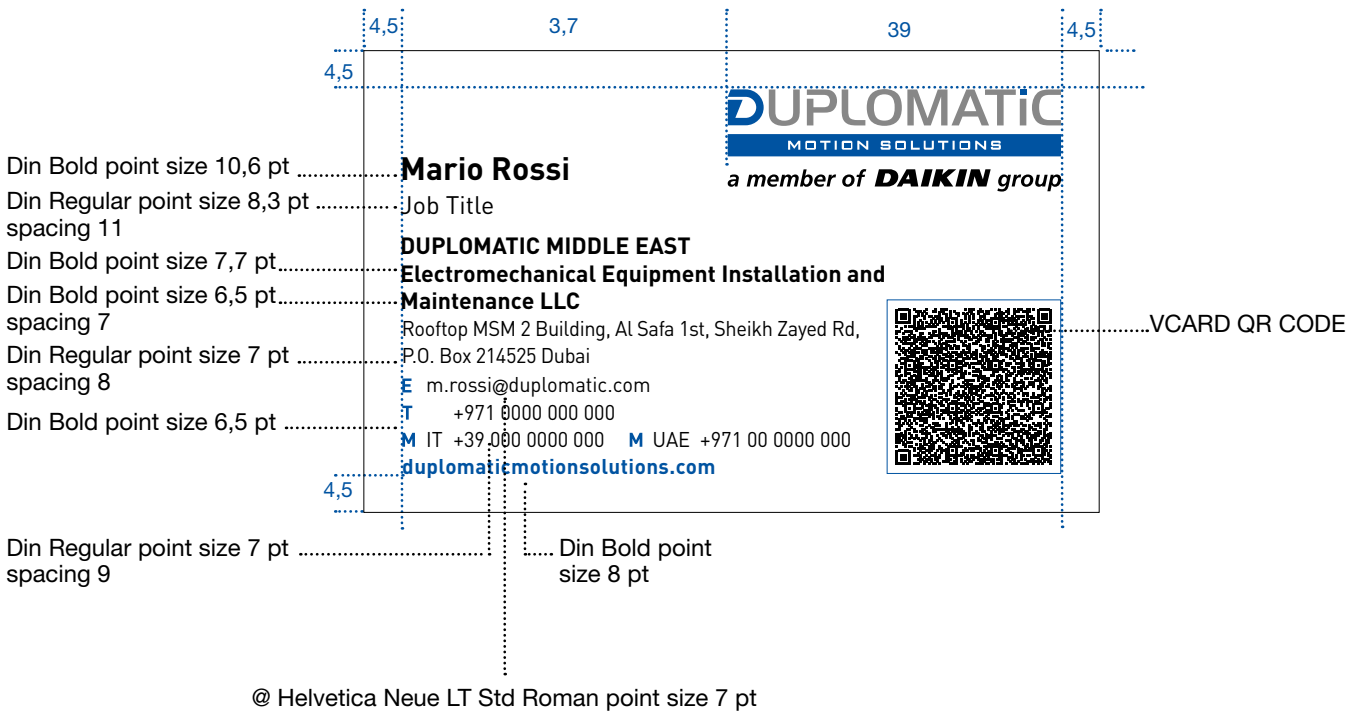 4,5 3,7 39 4,5
4,5
DUPLOMATiC
MOTION SOLUTIONS
a member of DAIKIN group
Din Bold point size 10,6 pt
Mario Rossi
Din Regular point size 8,3 pt
spacing 11
Job Title
Din Bold point size 7,7 pt
DUPLOMATIC MIDDLE EAST
Electromechanical Equipment Installation and
Maintenance LLC
Din Bold point size 6,5 pt
spacing 7
Rooftop MSM 2 Building, Al Safa 1st, Sheikh Zayed Rd,
P.O. Box 214525 Dubai
VCARD QR CODE
Din Regular point size 7 pt
spacing 8
E m.rossi@duplomatic.com
T +971 0000 000 000
Din Bold point size 6,5 pt
M IT +39 000 0000 000 M UAE +971 00 0000 000
duplomaticmotionsolutions.com
4,5
Din Regular point size 7 pt
spacing 9
Din Bold point
size 8 pt
@ Helvetica Neue LT Std Roman point size 7 pt